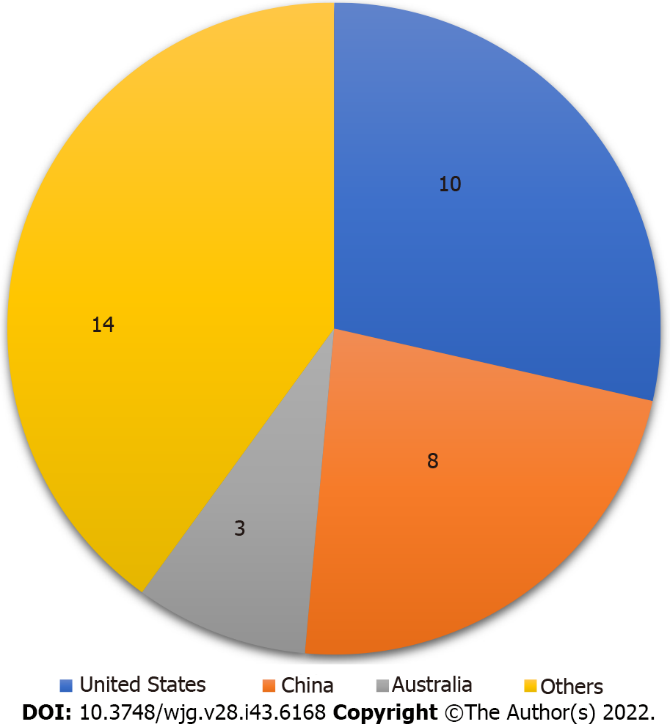 10
14
8
3
United States China Australia Others
DOI: 10.3748/wjg.v28.i43.6168 Copyright ©The Author(s) 2022.